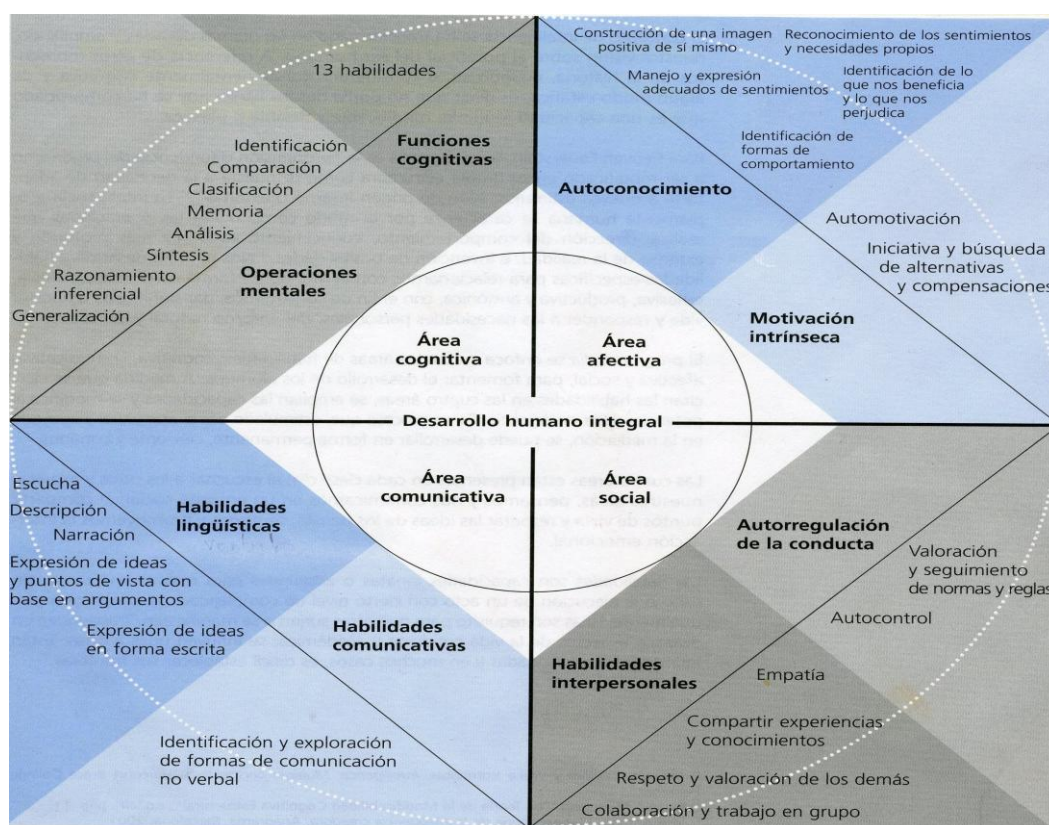 13 habilidades
Funciones
cognitivas
Identificación
Comparación
Clasificación
Memoria
Análisis
Síntesis
Razonamiento
inferencial
Generalización
Operaciones
mentales
Área
cognitiva
Construcción de una imagen
positiva de sí mismo
Reconocimiento de los sentimientos
y necesidades propios
Manejo y expresión
adecuados de sentimientos
Identificación de lo
que nos beneficia
y lo que nos
perjudica
Identificación de
formas de
comportamiento
Autoconocimiento
Automotivación
Iniciativa y búsqueda
de alternativas
y compensaciones
Motivación
intrínseca
Área
afectiva
Desarrollo humano integral
Área
comunicativa
Área
social
Escucha
Descripción
Narración
Habilidades
lingüísticas
Expresión de ideas
y puntos de vista con
base en argumentos
Expresión de ideas
en forma escrita
Habilidades
comunicativas
Identificación y exploración
de formas de comunicación
no verbal
Autorregulación
de la conducta
Valoración
y seguimiento
de normas y reglas
Autocontrol
Habilidades
interpersonales
Empatía
Compartir experiencias
y conocimientos
Respeto y valoración de los demás
Colaboración y trabajo en grupo